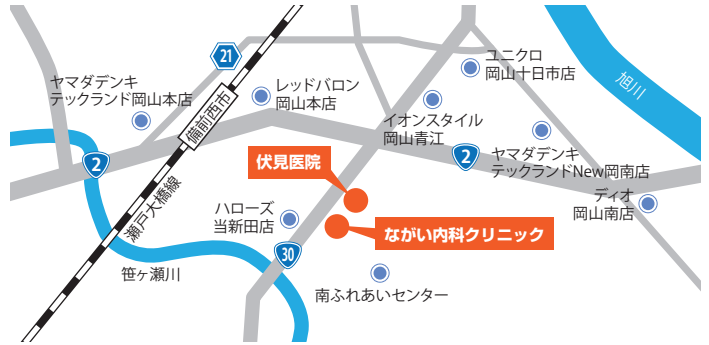 21
ユニクロ
岡山十日市店
旭川
ヤマダデンキ
テックランド岡山本店
レッドバロン
岡山本店
備前西市
イオンスタイル
岡山青江
2
2
ヤマダデンキ
テックランドNew岡南店
伏見医院
ディオ
岡山南店
瀬戸大橋線
ハローズ
当新田店
ながい内科クリニック
30
笹ヶ瀬川
南ふれあいセンター